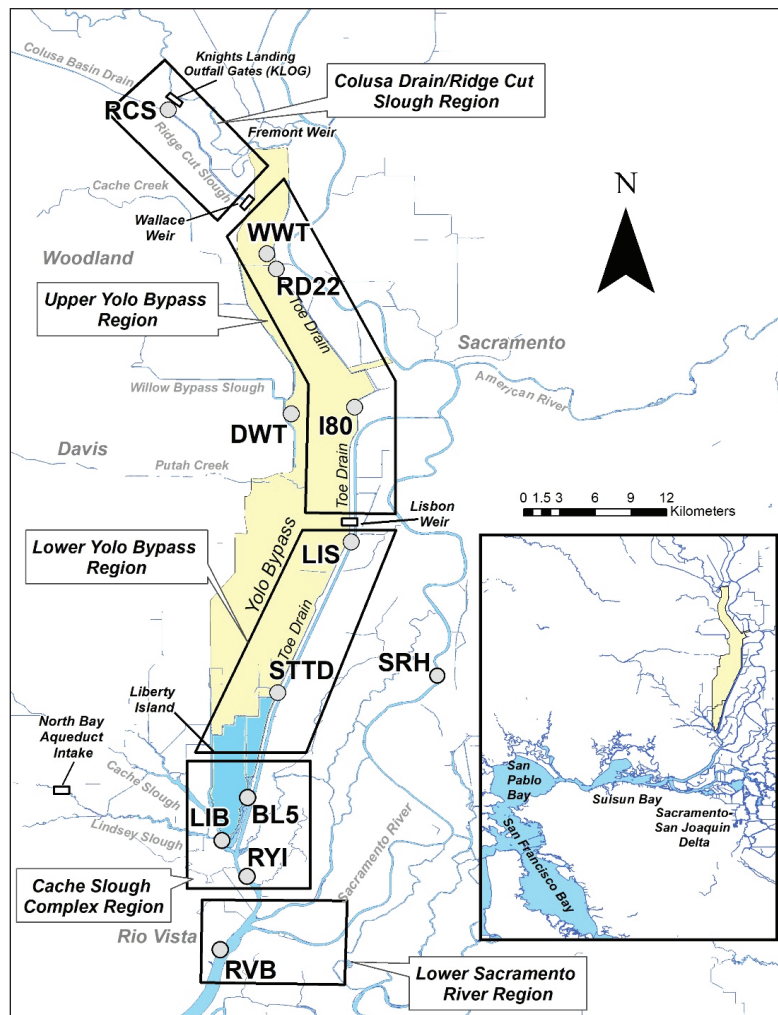 Colusa Basin Drain
Knights Landing
Outfall Gates (KLOG)
RCS
Colusa Drain/Ridge Cut
Slough Region
Fremont Weir
Ridge Cut Slough
Cache Creek
Wallace
Weir
N
Woodland
WWT
RD22
Upper Yolo Bypass
Region
Toe Drain
Sacramento
American River
Willow Bypass Slough
DWT
I80
Davis
Putah Creek
Toe Drain
0 1.5 3 6 9 12
Kilometers
Lisbon
Weir
LIS
Lower Yolo Bypass
Region
Yolo Bypass
Toe Drain
STTD
SRH
Liberty
Island
North Bay
Aqueduct
Intake
Cache Slough
Lindsey Slough
LIB
BL5
RYI
Sacramento River
Cache Slough
Complex Region
Rio Vista
RVB
Lower Sacramento
River Region
San
Pablo
Bay
Suisun Bay
Sacramento-
San Joaquin
Delta
San Francisco Bay